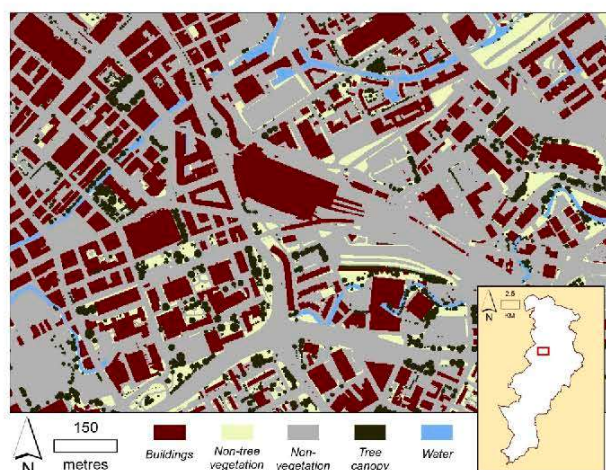 2.5
N
KM
150
N
metres
Buildings
Non-tree
vegetation
Non-
vegetation
Tree
canopy
Water